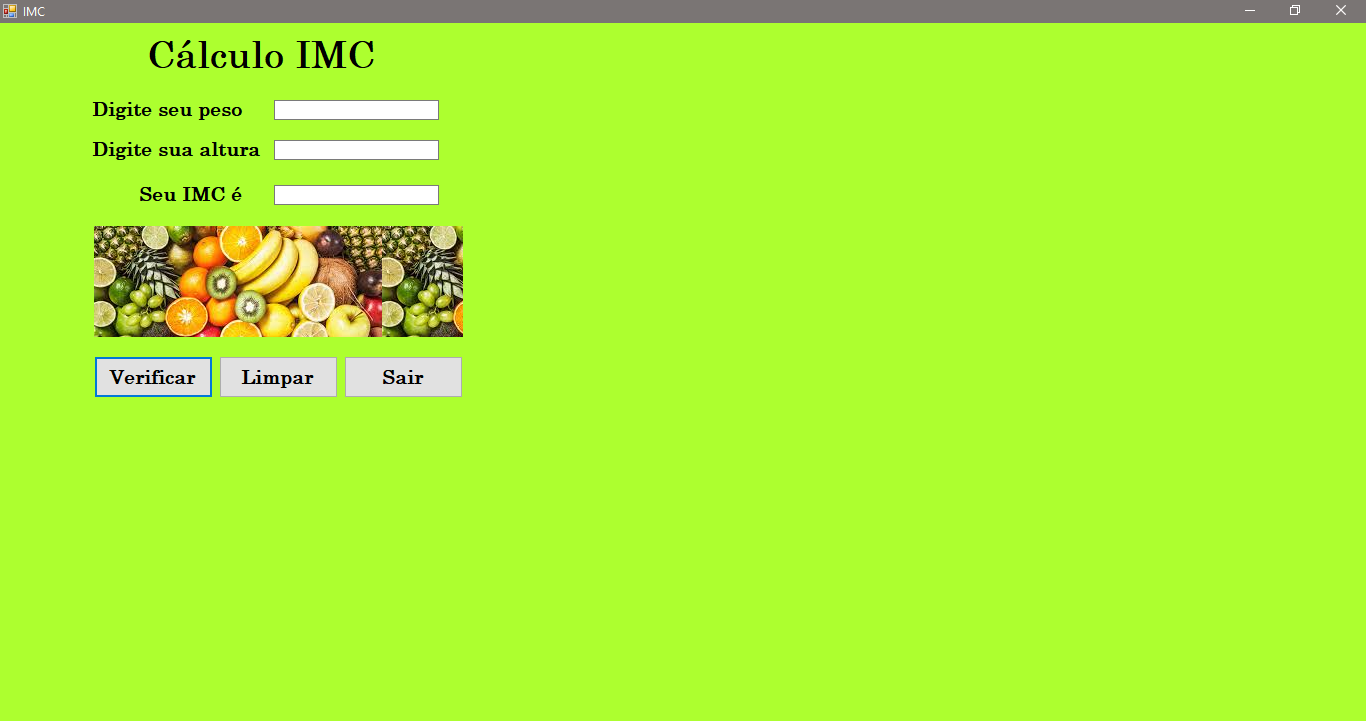 IMC
Cálculo IMC
Digite seu peso
Digite sua altura
Seu IMC é
Verificar Limpar Sair